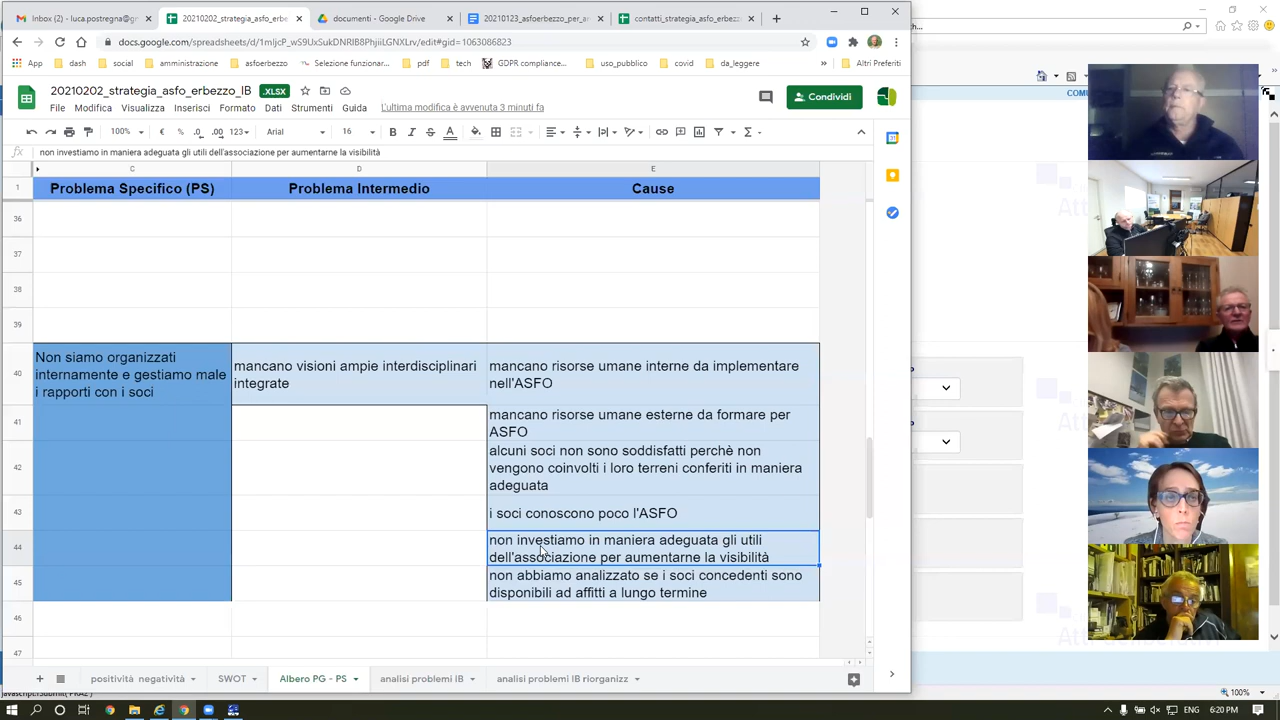 Inbox (2) - luca.postregna@gm
20210202_strategia_asfo_erbe
documenti - Google Drive
20210123_asfoerbezzo_per_an
contatti_strategia_asfo_erbezz
docs.google.com/spreadsheets/d/1mIjcP_wS9UxSukDNRIB8PhjiiLGNXLrv/edit#gid=1063086823
App
dash
social
amministrazione
asfoerbezzo
Selezione funzionar...
pdf
tech
GDPR compliance...
uso_pubblico
covid
da_leggere
Altri Preferiti
20210202_strategia_asfo_erbezzo_IB
.XLSX
File Modifica Visualizza Inserisci Formato Dati Strumenti Guida
L'ultima modifica è avvenuta 3 minuti fa
Condividi
100% € % .0 .00 123 Arial 16 B I S A
fx non investiamo in maniera adeguata gli utili dell'associazione per aumentarne la visibilità
C D E
1 Problema Specifico (PS) Problema Intermedio Cause
36
37
38
39
40
Non siamo organizzati
internamente e gestiamo male
i rapporti con i soci
mancano visioni ampie interdisciplinari
integrate
mancano risorse umane interne da implementare
nell'ASFO
41
mancano risorse umane esterne da formare per
ASFO
42
alcuni soci non sono soddisfatti perchè non
vengono coinvolti i loro terreni conferiti in maniera
adeguata
43
i soci conoscono poco l'ASFO
44
non investiamo in maniera adeguata gli utili
dell'associazione per aumentarne la visibilità
45
non abbiamo analizzato se i soci concedenti sono
disponibili ad affitti a lungo termine
46
47
positività negatività
SWOT
Albero PG - PS
analisi problemi IB
analisi problemi IB riorganizz
COMU
100%
6:20 PM